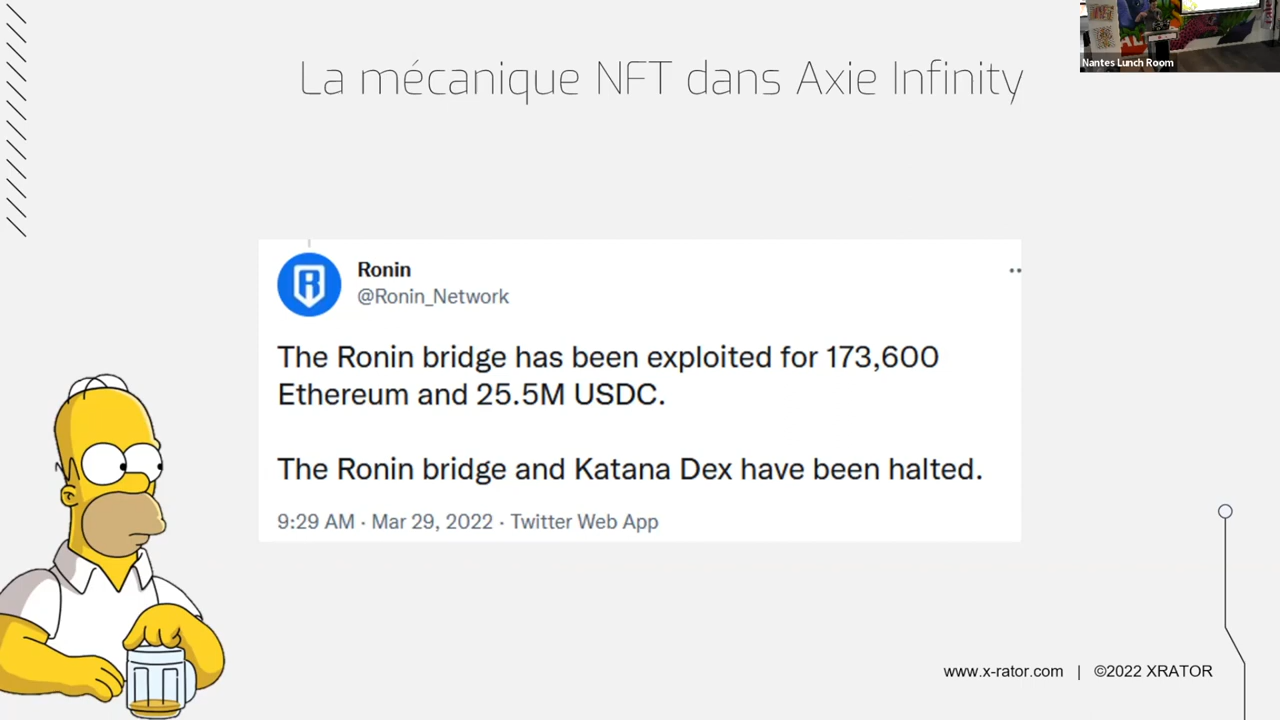 La mécanique NFT dans Axie Infinity
Nantes Lunch Room
Ronin
@Ronin_Network
The Ronin bridge has been exploited for 173,600
Ethereum and 25.5M USDC.
The Ronin bridge and Katana Dex have been halted.
9:29 AM · Mar 29, 2022 · Twitter Web App
www.x-rator.com | ©2022 XRATOR